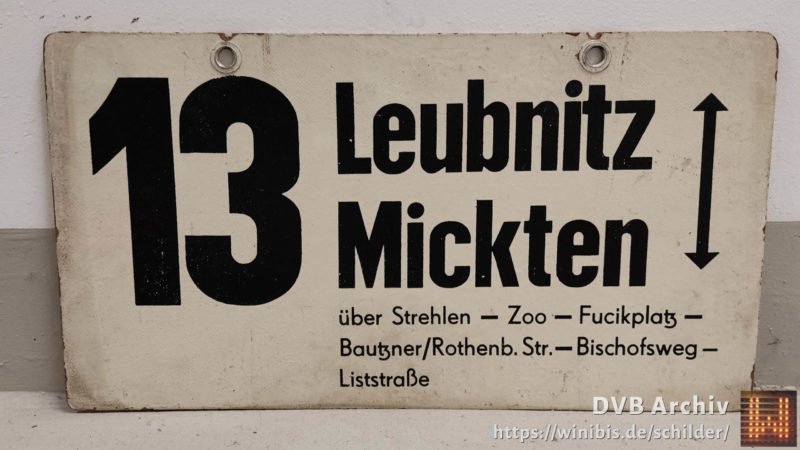 13
Leubnitz
Mickten
über Strehlen – Zoo – Fucikplatz –
Bautzner/Rothenb. Str. – Bischofsweg –
Liststraße
DVB Archiv
https://winibis.de/schilder/
W